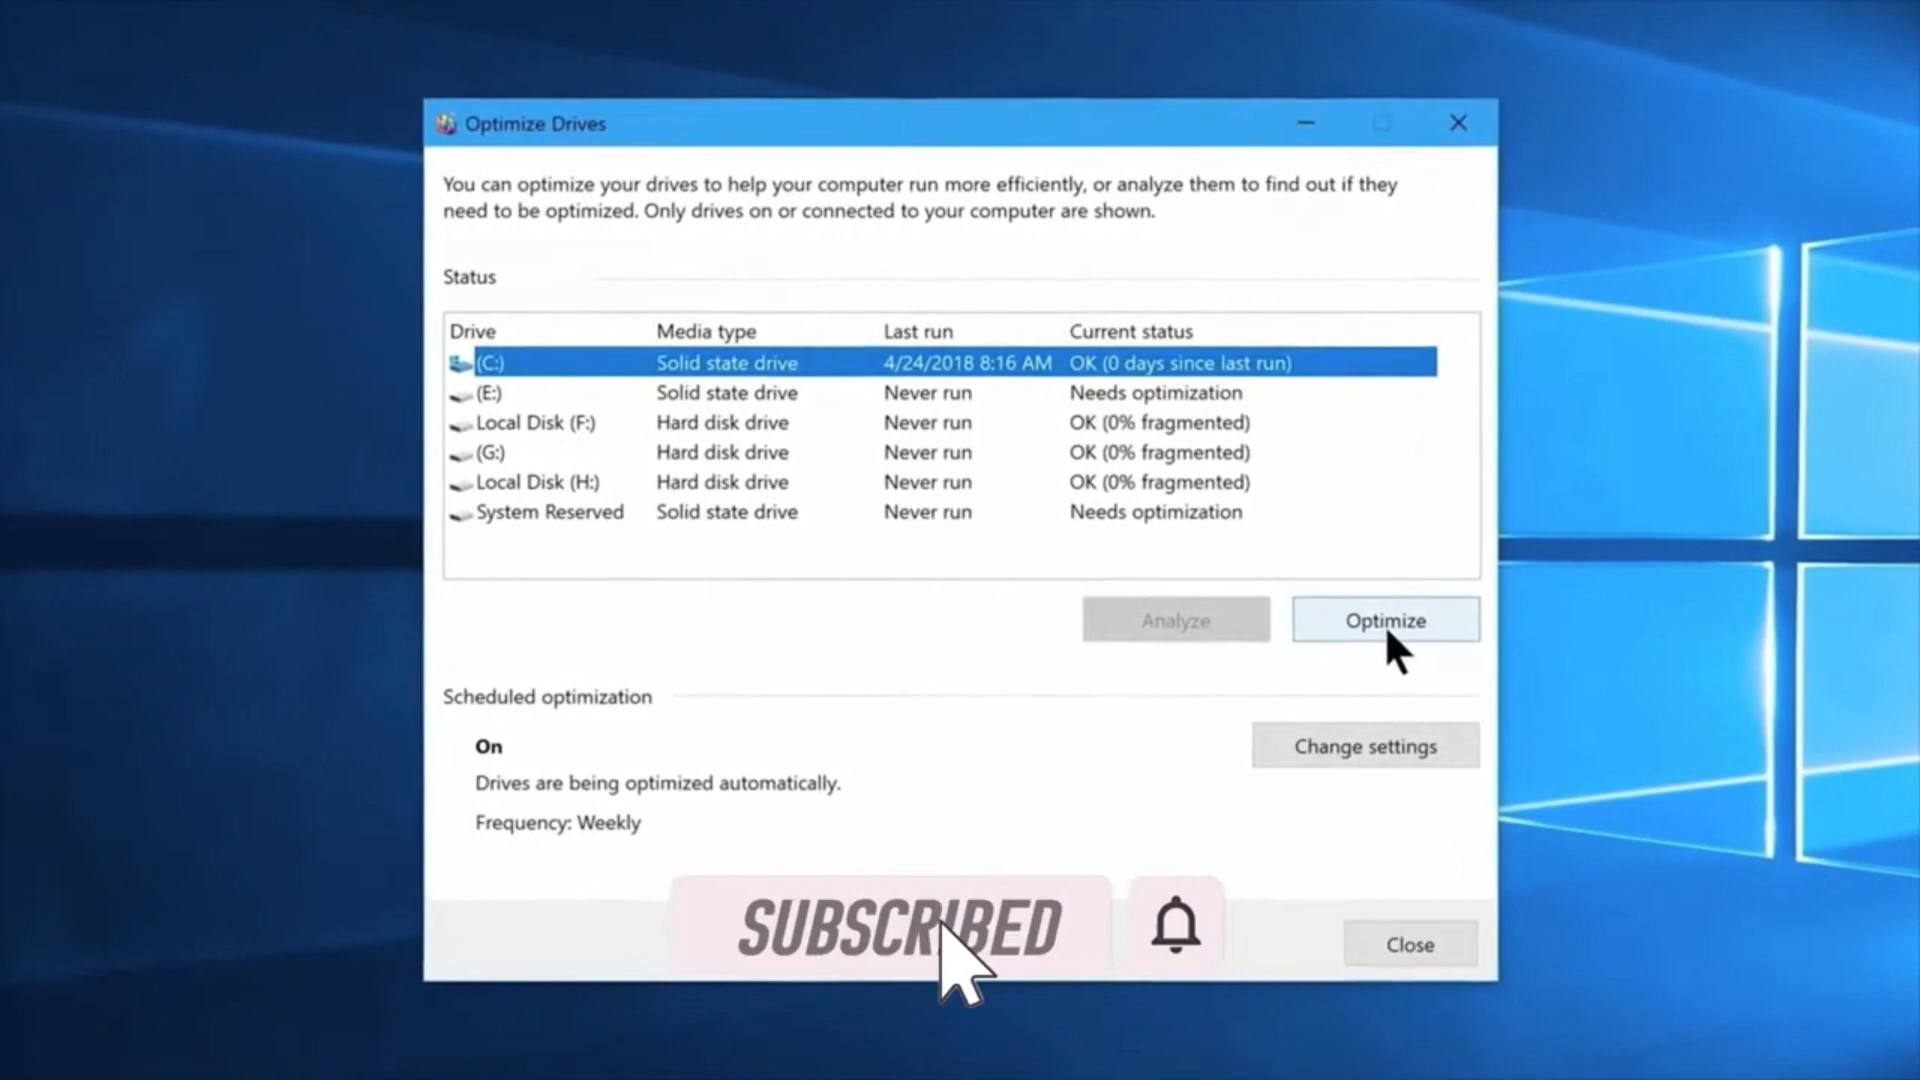 Optimize Drives
You can optimize your drives to help your computer run more efficiently, or analyze them to find out if they
need to be optimized. Only drives on or connected to your computer are shown.
Status
Drive Media type Last run Current status
(C:) Solid state drive 4/24/2018 8:16 AM OK (0 days since last run)
(E:) Solid state drive Never run Needs optimization
Local Disk (F:) Hard disk drive Never run OK (0% fragmented)
(G:) Hard disk drive Never run OK (0% fragmented)
Local Disk (H:) Hard disk drive Never run OK (0% fragmented)
System Reserved Solid state drive Never run Needs optimization
Analyze Optimize
Scheduled optimization
On
Change settings
Drives are being optimized automatically.
Frequency: Weekly
SUBSCRIBED
Close